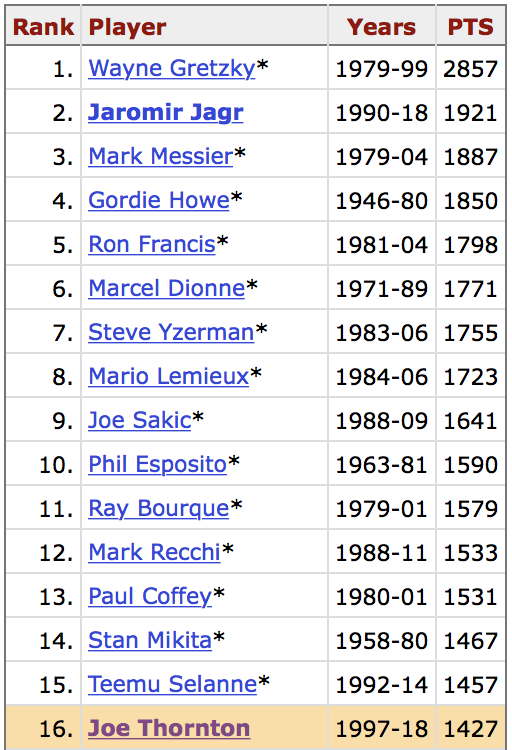 Rank Player Years PTS
1. Wayne Gretzky* 1979-99 2857
2. Jaromir Jagr 1990-18 1921
3. Mark Messier* 1979-04 1887
4. Gordie Howe* 1946-80 1850
5. Ron Francis* 1981-04 1798
6. Marcel Dionne* 1971-89 1771
7. Steve Yzerman* 1983-06 1755
8. Mario Lemieux* 1984-06 1723
9. Joe Sakic* 1988-09 1641
10. Phil Esposito* 1963-81 1590
11. Ray Bourque* 1979-01 1579
12. Mark Recchi* 1988-11 1533
13. Paul Coffey* 1980-01 1531
14. Stan Mikita* 1958-80 1467
15. Teemu Selanne* 1992-14 1457
16. Joe Thornton 1997-18 1427